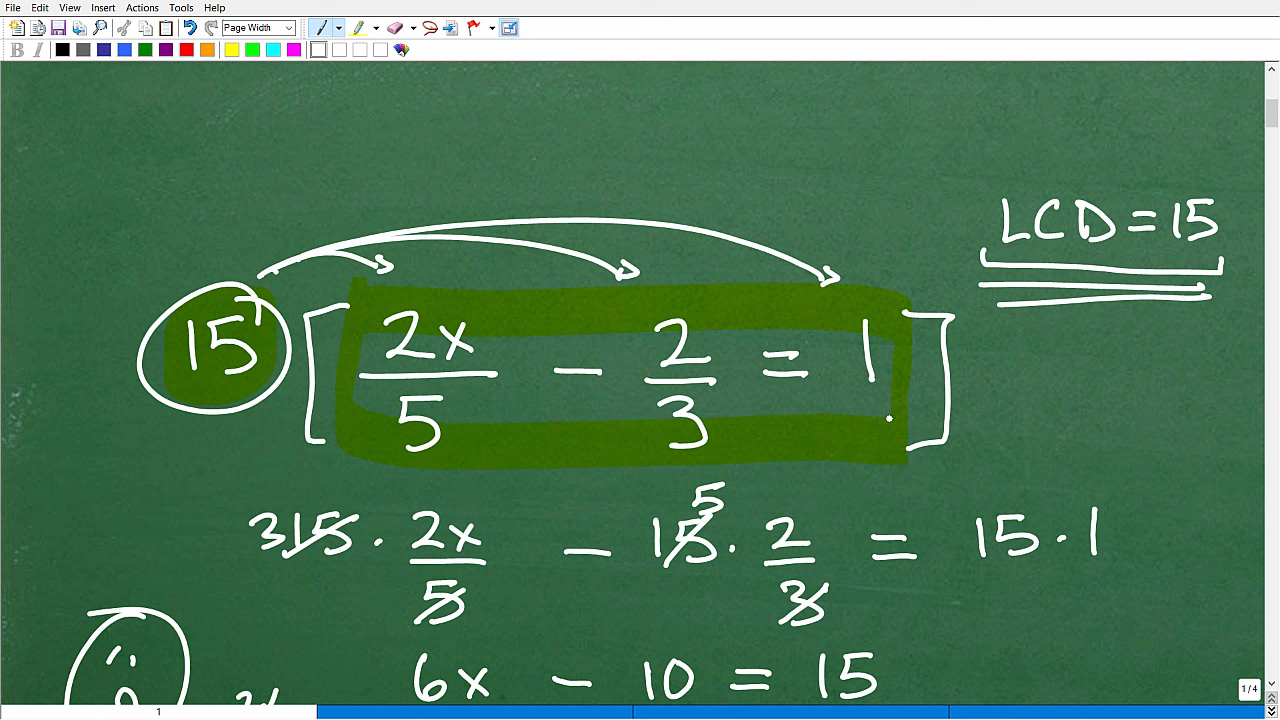 File Edit View Insert Actions Tools Help
Page Width
B I
LCD = 15
15 [ 2x/5 - 2/3 = 1 ]
3 15 · 2x/5 - 15 5 · 2/3 = 15 · 1
6x - 10 = 15
1/4
1